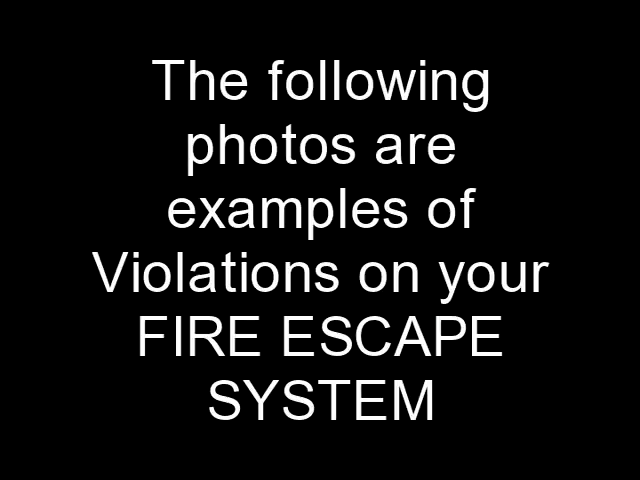 The following
photos are
examples of
Violations on your
FIRE ESCAPE
SYSTEM